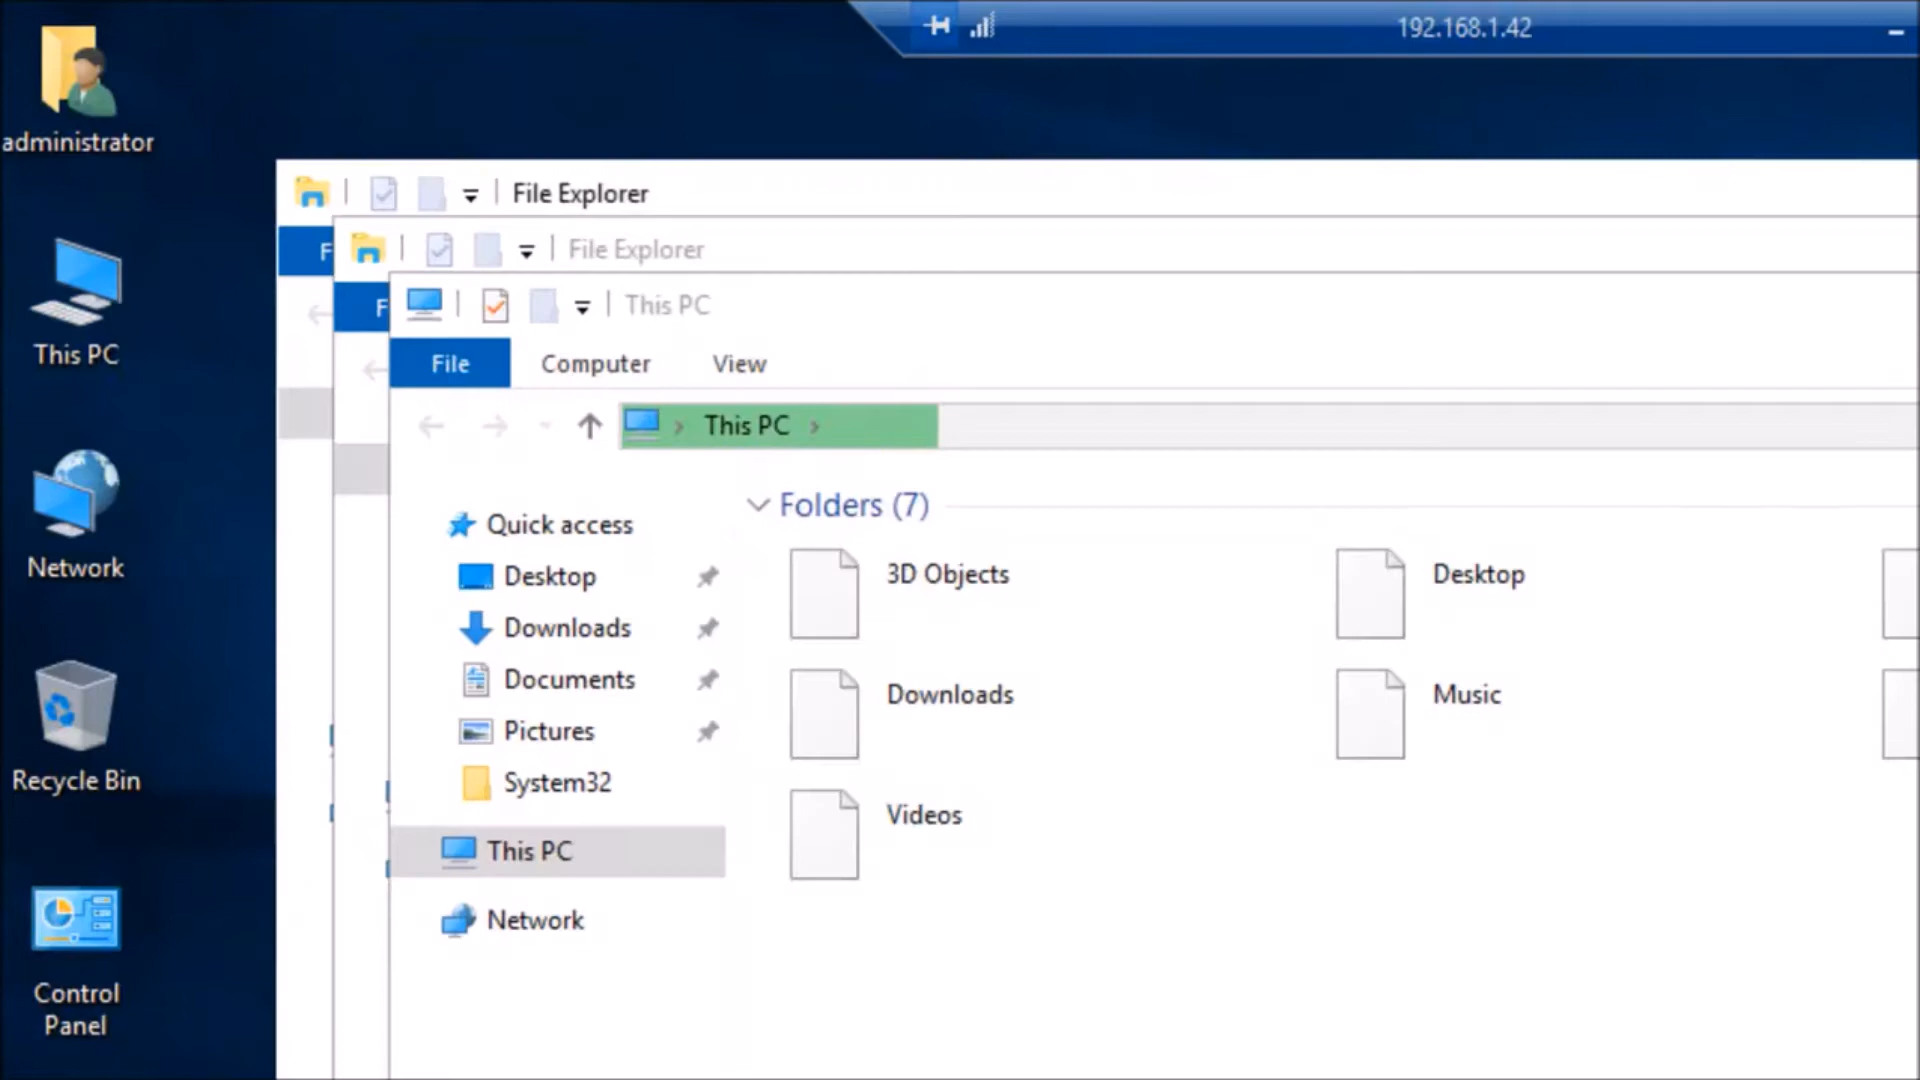 192.168.1.42
administrator
This PC
Network
Recycle Bin
Control
Panel
File Explorer
F
File Explorer
F
This PC
File Computer View
This PC
Quick access
Desktop
Downloads
Documents
Pictures
System32
This PC
Network
Folders (7)
3D Objects
Desktop
Downloads
Music
Videos